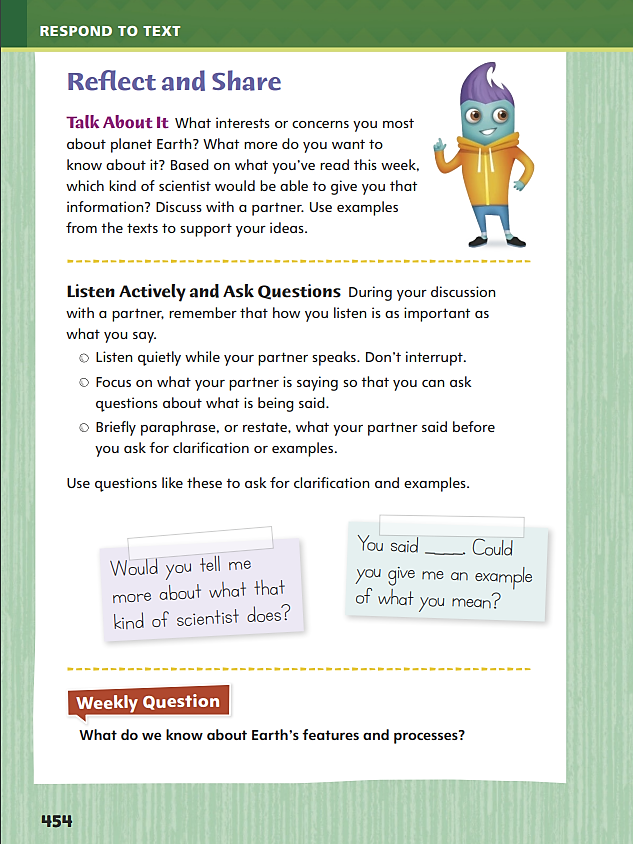 RESPOND TO TEXT
Reflect and Share
Talk About It What interests or concerns you most
about planet Earth? What more do you want to
know about it? Based on what you’ve read this week,
which kind of scientist would be able to give you that
information? Discuss with a partner. Use examples
from the texts to support your ideas.
Listen Actively and Ask Questions During your discussion
with a partner, remember that how you listen is as important as
what you say.
Listen quietly while your partner speaks. Don’t interrupt.
Focus on what your partner is saying so that you can ask
questions about what is being said.
Briefly paraphrase, or restate, what your partner said before
you ask for clarification or examples.
Use questions like these to ask for clarification and examples.
Would you tell me
more about what that
kind of scientist does?
You said ____. Could
you give me an example
of what you mean?
Weekly Question
What do we know about Earth’s features and processes?
454